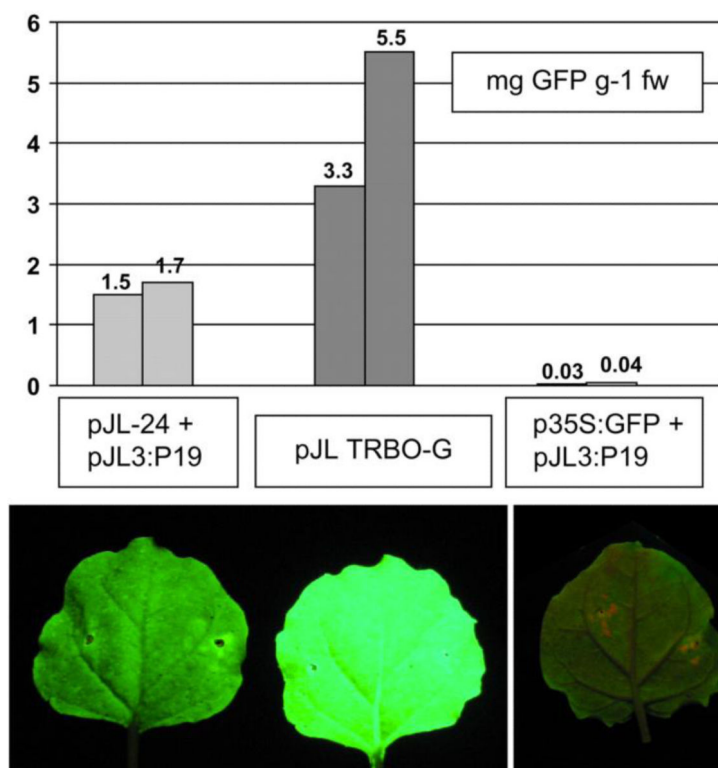 6
5.5
5
mg GFP g-1 fw
4
3.3
3
2
1.5
1.7
1
0.03
0.04
0
pJL-24 +
pJL3:P19
pJL TRBO-G
p35S:GFP +
pJL3:P19